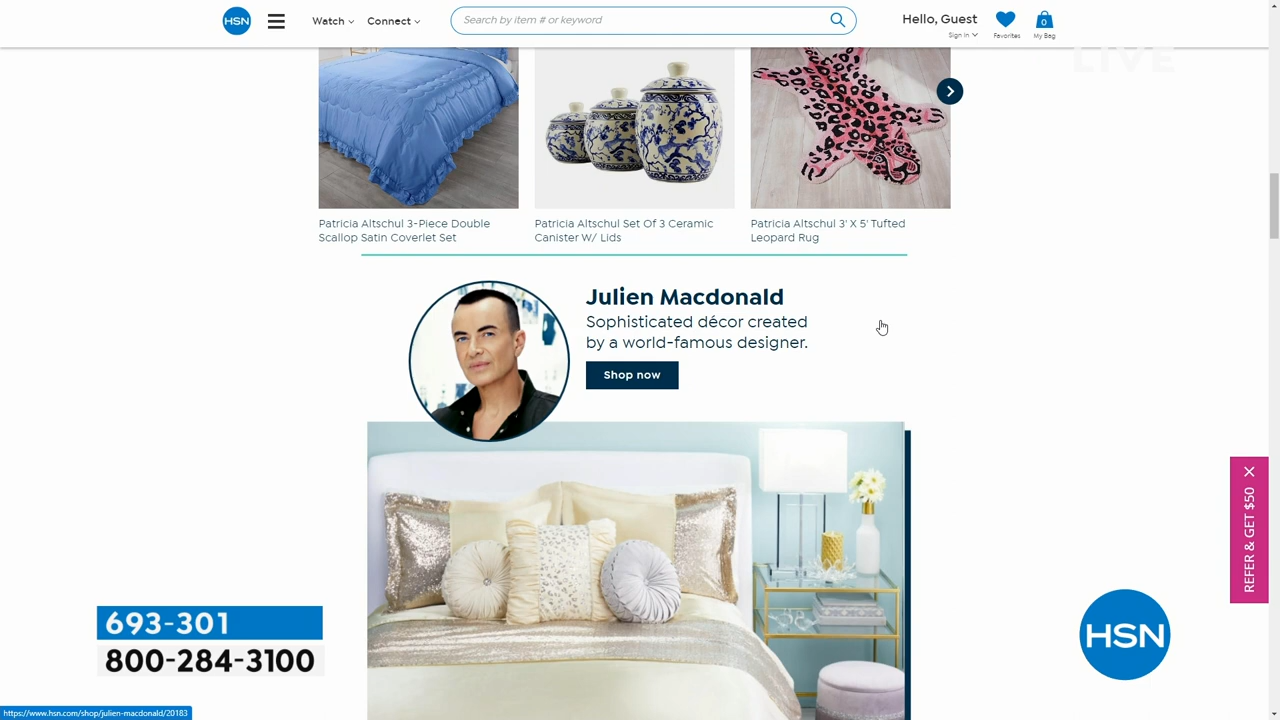 HSN
Watch
Connect
Search by item # or keyword
Hello, Guest
Sign In
Favorites
0
My Bag
LIVE
Patricia Altschul 3-Piece Double
Scallop Satin Coverlet Set
Patricia Altschul Set Of 3 Ceramic
Canister W/ Lids
Patricia Altschul 3' X 5' Tufted
Leopard Rug
Julien Macdonald
Sophisticated décor created
by a world-famous designer.
Shop now
REFER & GET $50
693-301
800-284-3100
HSN
https://www.hsn.com/shop/julien-macdonald/20183